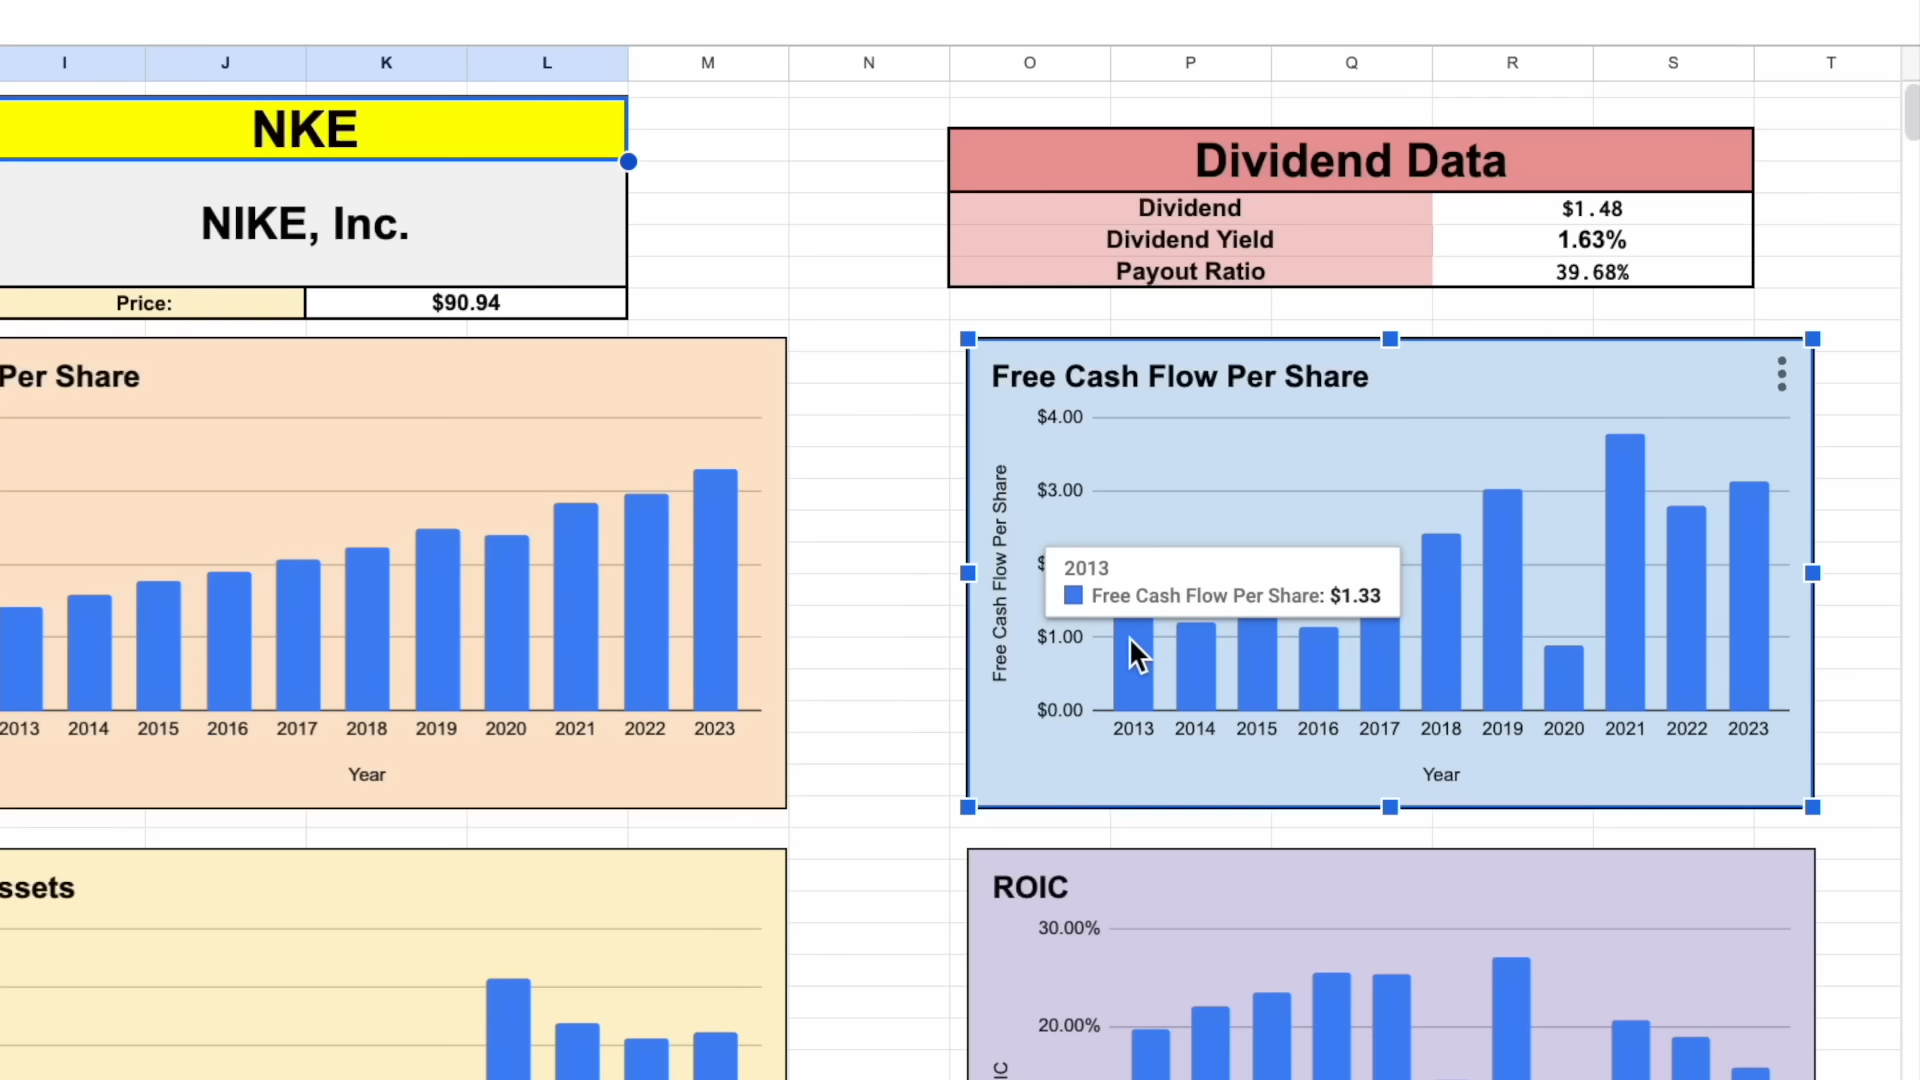 I J K L M N O P Q R S T
NKE
NIKE, Inc.
Price: $90.94
Dividend Data
Dividend $1.48
Dividend Yield 1.63%
Payout Ratio 39.68%
Per Share
2013 2014 2015 2016 2017 2018 2019 2020 2021 2022 2023
Year
Free Cash Flow Per Share
Free Cash Flow Per Share
$4.00
$3.00
$
$1.00
$0.00
2013
Free Cash Flow Per Share: $1.33
2013 2014 2015 2016 2017 2018 2019 2020 2021 2022 2023
Year
ssets
ROIC
30.00%
20.00%
IC